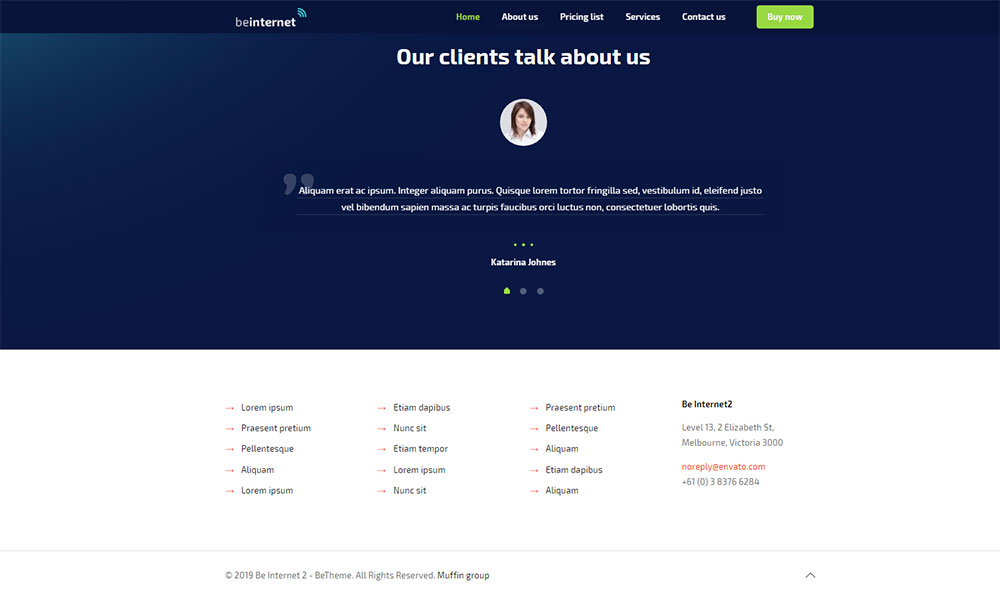 beinternet
Home About us Pricing list Services Contact us Buy now
Our clients talk about us
Aliquam erat ac ipsum. Integer aliquam purus. Quisque lorem tortor fringilla sed, vestibulum id, eleifend justo
vel bibendum sapien massa ac turpis faucibus orci luctus non, consectetuer lobortis quis.
Katarina Johnes
→ Lorem ipsum
→ Praesent pretium
→ Pellentesque
→ Aliquam
→ Lorem ipsum
→ Etiam dapibus
→ Nunc sit
→ Etiam tempor
→ Lorem ipsum
→ Nunc sit
→ Praesent pretium
→ Pellentesque
→ Aliquam
→ Etiam dapibus
→ Aliquam
Be Internet2
Level 13, 2 Elizabeth St,
Melbourne, Victoria 3000
noreply@envato.com
+61 (0) 3 8376 6284
© 2019 Be Internet 2 - BeTheme. All Rights Reserved. Muffin group